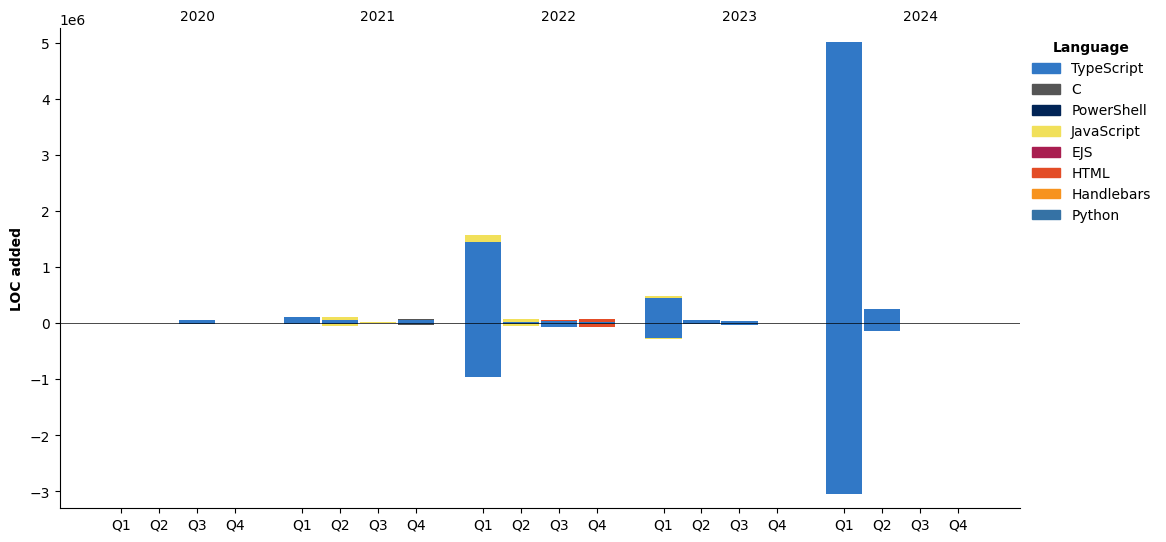 1e6
2020 2021 2022 2023 2024
5
4
3
2
1
0
−1
−2
−3
LOC added
Q1 Q2 Q3 Q4 Q1 Q2 Q3 Q4 Q1 Q2 Q3 Q4 Q1 Q2 Q3 Q4 Q1 Q2 Q3 Q4
Language
TypeScript
C
PowerShell
JavaScript
EJS
HTML
Handlebars
Python